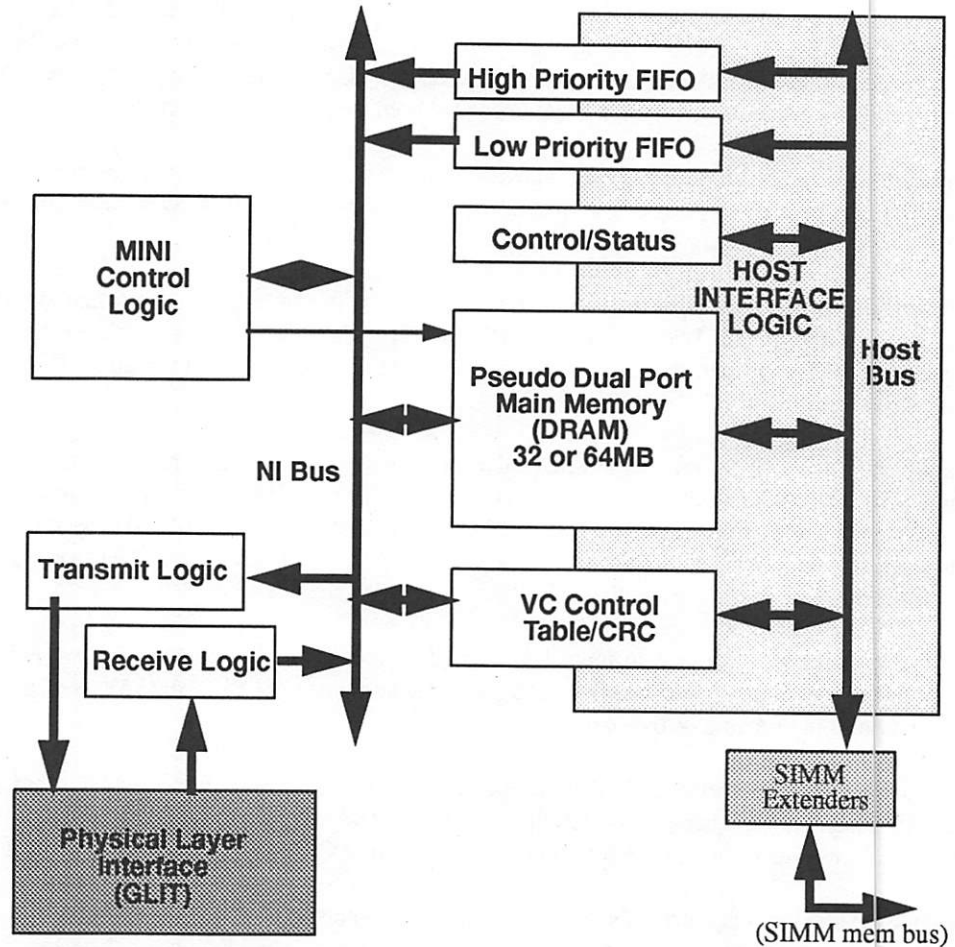 High Priority FIFO
Low Priority FIFO
Control/Status
MINI
Control
Logic
HOST
INTERFACE
LOGIC
Host
Bus
Pseudo Dual Port
Main Memory
(DRAM)
32 or 64MB
NI Bus
Transmit Logic
VC Control
Table/CRC
Receive Logic
SIMM
Extenders
Physical Layer
Interface
(GLIT)
(SIMM mem bus)